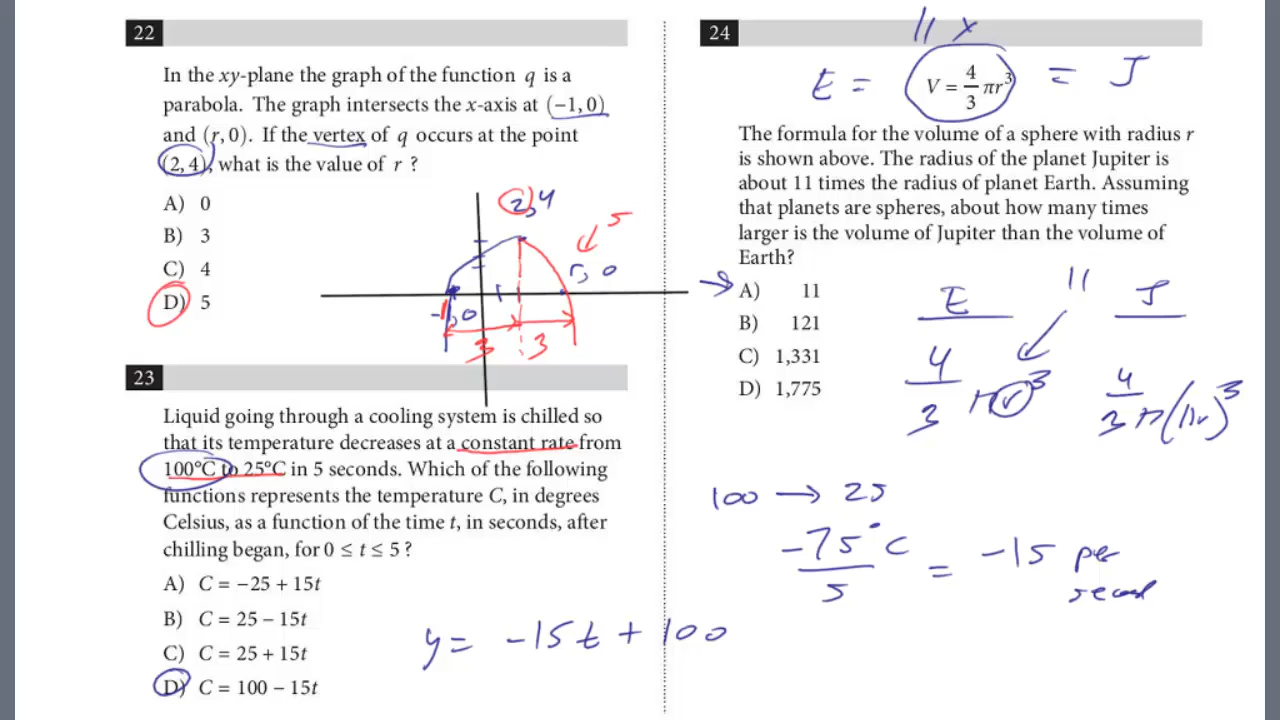 22
In the xy-plane the graph of the function q is a
parabola. The graph intersects the x-axis at (−1, 0)
and (r, 0). If the vertex of q occurs at the point
(2, 4), what is the value of r ?
A) 0
B) 3
C) 4
D) 5
2,4
5
r, 0
-1, 0
3
3
23
Liquid going through a cooling system is chilled so
that its temperature decreases at a constant rate from
100°C to 25°C in 5 seconds. Which of the following
functions represents the temperature C, in degrees
Celsius, as a function of the time t, in seconds, after
chilling began, for 0 ≤ t ≤ 5 ?
A) C = −25 + 15t
B) C = 25 − 15t
C) C = 25 + 15t
D) C = 100 − 15t
y = -15t + 100
24
11 x
E = V = 4/3 πr³ = J
The formula for the volume of a sphere with radius r
is shown above. The radius of the planet Jupiter is
about 11 times the radius of planet Earth. Assuming
that planets are spheres, about how many times
larger is the volume of Jupiter than the volume of
Earth?
A) 11
B) 121
C) 1,331
D) 1,775
E 11 J
4/3 πr³ 4/3 π(11r)³
100 → 25
-75°C/5 = -15 per
second